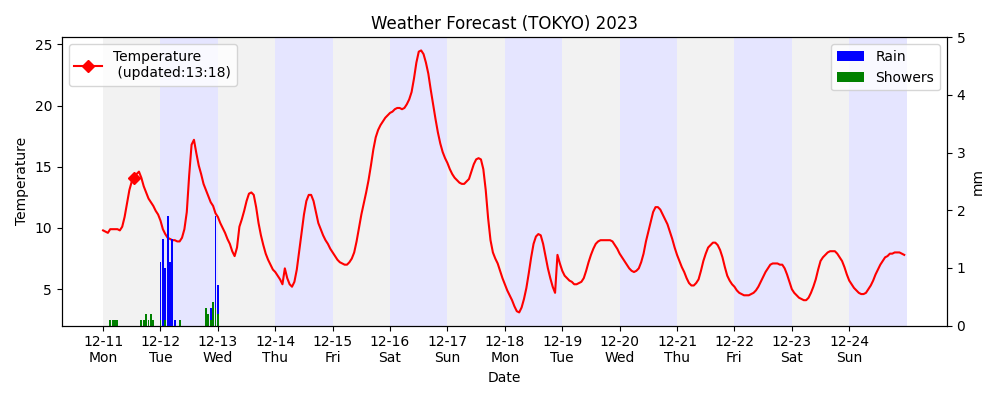 Weather Forecast (TOKYO) 2023
Temperature
(updated:13:18)
Rain
Showers
Temperature
25
20
15
10
5
5
4
3
2
1
0
mm
12-11 12-12 12-13 12-14 12-15 12-16 12-17 12-18 12-19 12-20 12-21 12-22 12-23 12-24
Mon Tue Wed Thu Fri Sat Sun Mon Tue Wed Thu Fri Sat Sun
Date